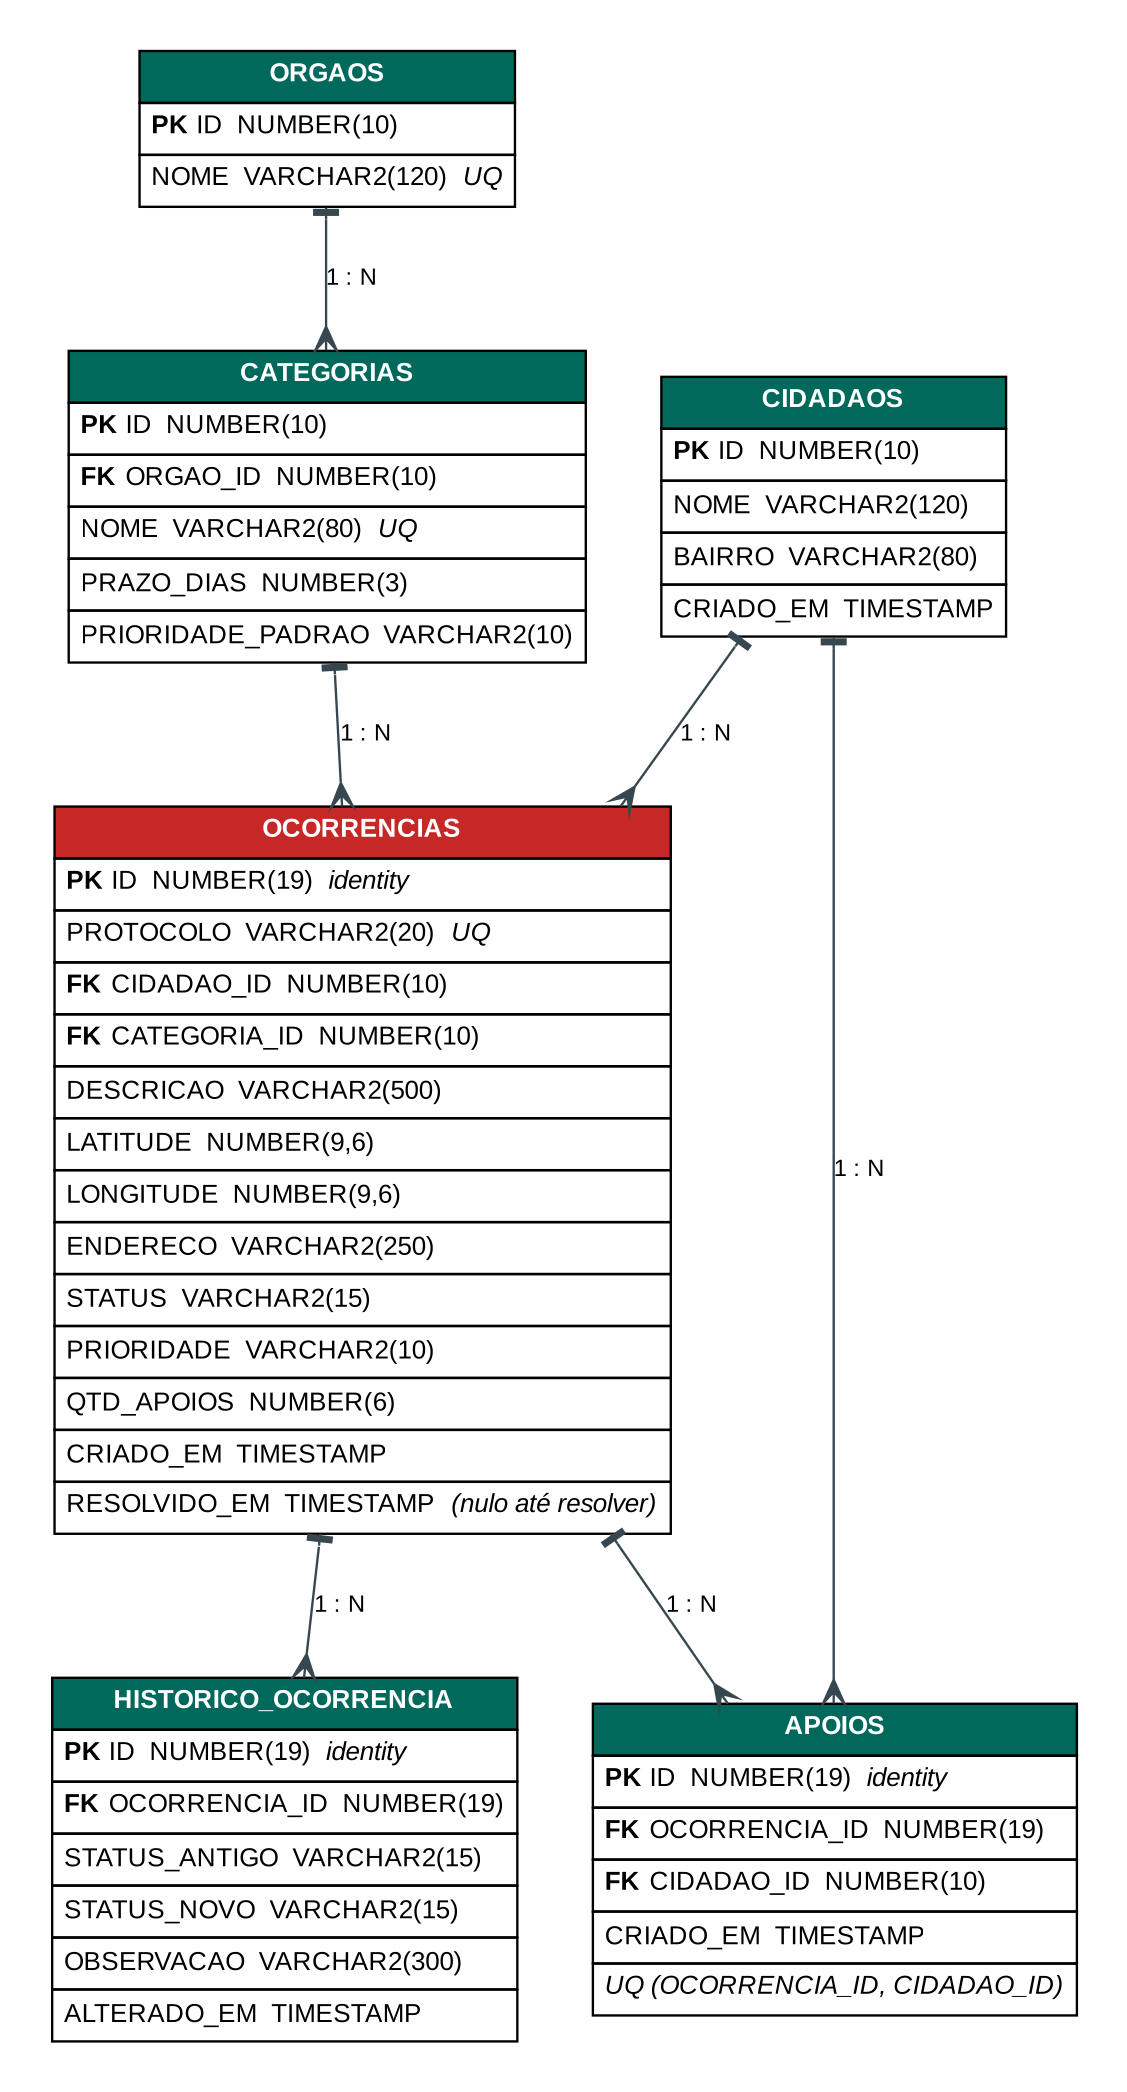 ORGAOS
PK ID NUMBER(10)
NOME VARCHAR2(120) UQ
1 : N
CATEGORIAS
PK ID NUMBER(10)
FK ORGAO_ID NUMBER(10)
NOME VARCHAR2(80) UQ
PRAZO_DIAS NUMBER(3)
PRIORIDADE_PADRAO VARCHAR2(10)
CIDADAOS
PK ID NUMBER(10)
NOME VARCHAR2(120)
BAIRRO VARCHAR2(80)
CRIADO_EM TIMESTAMP
1 : N
1 : N
OCORRENCIAS
PK ID NUMBER(19) identity
PROTOCOLO VARCHAR2(20) UQ
FK CIDADAO_ID NUMBER(10)
FK CATEGORIA_ID NUMBER(10)
DESCRICAO VARCHAR2(500)
LATITUDE NUMBER(9,6)
LONGITUDE NUMBER(9,6)
ENDERECO VARCHAR2(250)
STATUS VARCHAR2(15)
PRIORIDADE VARCHAR2(10)
QTD_APOIOS NUMBER(6)
CRIADO_EM TIMESTAMP
RESOLVIDO_EM TIMESTAMP (nulo até resolver)
1 : N
1 : N
1 : N
HISTORICO_OCORRENCIA
PK ID NUMBER(19) identity
FK OCORRENCIA_ID NUMBER(19)
STATUS_ANTIGO VARCHAR2(15)
STATUS_NOVO VARCHAR2(15)
OBSERVACAO VARCHAR2(300)
ALTERADO_EM TIMESTAMP
APOIOS
PK ID NUMBER(19) identity
FK OCORRENCIA_ID NUMBER(19)
FK CIDADAO_ID NUMBER(10)
CRIADO_EM TIMESTAMP
UQ (OCORRENCIA_ID, CIDADAO_ID)